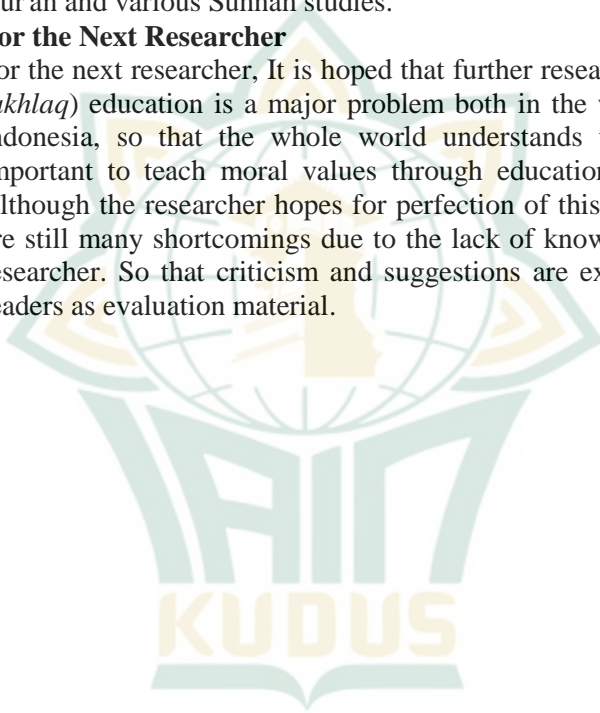 ur'an and various Sunnah studies.
or the Next Researcher
or the next researcher, It is hoped that further resea
akhlaq) education is a major problem both in the
ndonesia, so that the whole world understands
mportant to teach moral values through education
lthough the researcher hopes for perfection of this
re still many shortcomings due to the lack of know
esearcher. So that criticism and suggestions are ex
eaders as evaluation material.
IAIN
KUDUS